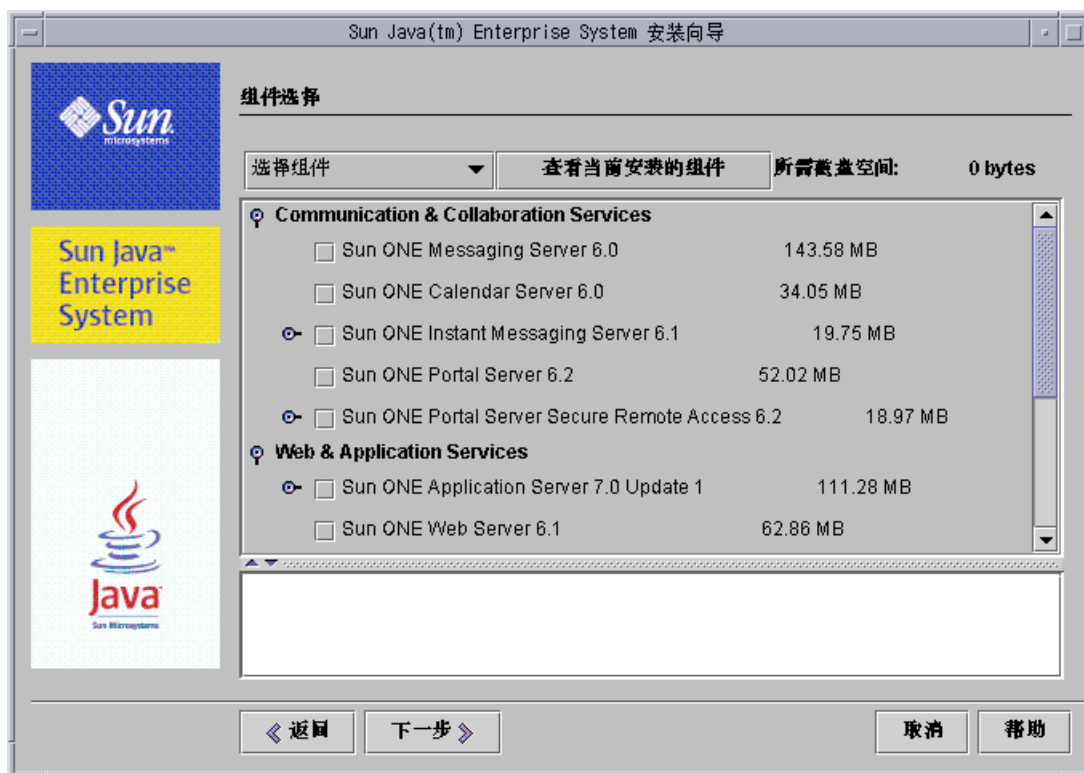 Sun Java(tm) Enterprise System 安装向导
Sun
microsystems
Sun Java™
Enterprise
System
Java
Sun Microsystems
组件选择
选择组件 查看当前安装的组件 所需磁盘空间: 0 bytes
Communication & Collaboration Services
Sun ONE Messaging Server 6.0 143.58 MB
Sun ONE Calendar Server 6.0 34.05 MB
Sun ONE Instant Messaging Server 6.1 19.75 MB
Sun ONE Portal Server 6.2 52.02 MB
Sun ONE Portal Server Secure Remote Access 6.2 18.97 MB
Web & Application Services
Sun ONE Application Server 7.0 Update 1 111.28 MB
Sun ONE Web Server 6.1 62.86 MB
返回 下一步 取消 帮助